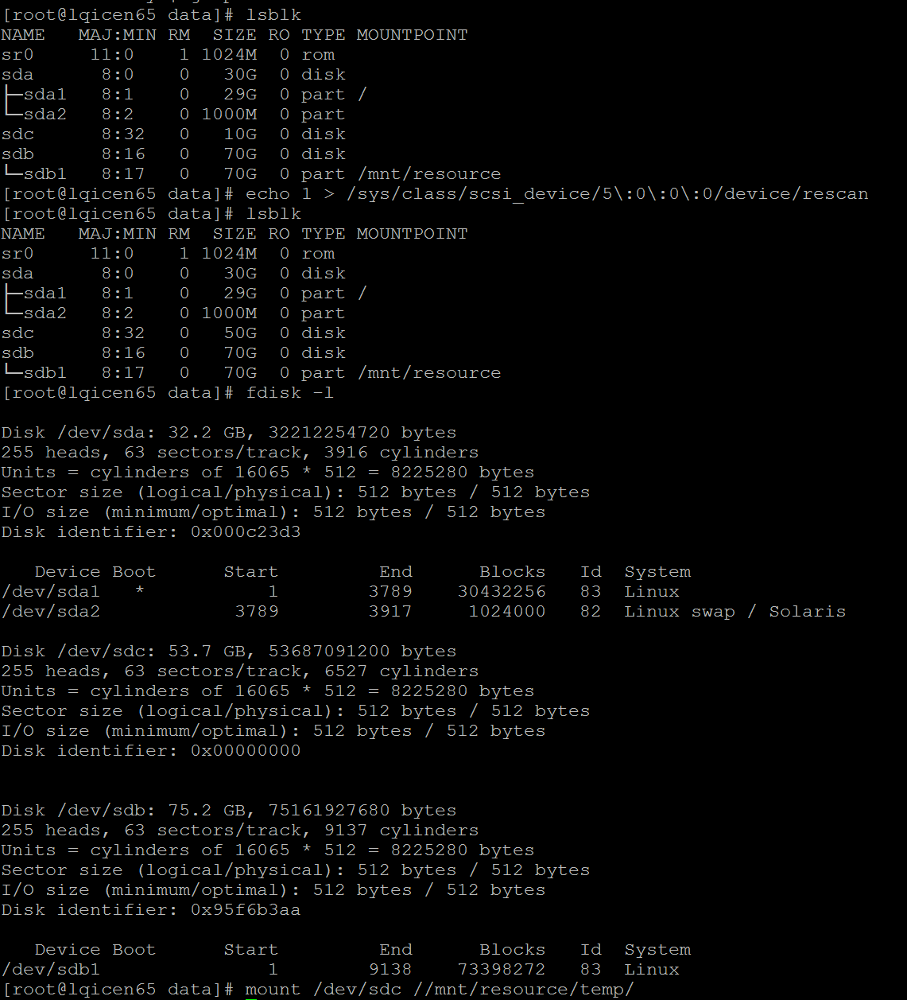 [root@lqicen65 data]# lsblk
NAME   MAJ:MIN RM  SIZE RO TYPE MOUNTPOINT
sr0     11:0    1 1024M  0 rom
sda      8:0    0   30G  0 disk
├─sda1   8:1    0   29G  0 part /
└─sda2   8:2    0 1000M  0 part
sdc      8:32   0   10G  0 disk
sdb      8:16   0   70G  0 disk
└─sdb1   8:17   0   70G  0 part /mnt/resource
[root@lqicen65 data]# echo 1 > /sys/class/scsi_device/5\:0\:0\:0/device/rescan
[root@lqicen65 data]# lsblk
NAME   MAJ:MIN RM  SIZE RO TYPE MOUNTPOINT
sr0     11:0    1 1024M  0 rom
sda      8:0    0   30G  0 disk
├─sda1   8:1    0   29G  0 part /
└─sda2   8:2    0 1000M  0 part
sdc      8:32   0   50G  0 disk
sdb      8:16   0   70G  0 disk
└─sdb1   8:17   0   70G  0 part /mnt/resource
[root@lqicen65 data]# fdisk -l
Disk /dev/sda: 32.2 GB, 32212254720 bytes
255 heads, 63 sectors/track, 3916 cylinders
Units = cylinders of 16065 * 512 = 8225280 bytes
Sector size (logical/physical): 512 bytes / 512 bytes
I/O size (minimum/optimal): 512 bytes / 512 bytes
Disk identifier: 0x000c23d3
   Device Boot      Start         End      Blocks   Id  System
/dev/sda1   *           1        3789    30432256   83  Linux
/dev/sda2            3789        3917     1024000   82  Linux swap / Solaris
Disk /dev/sdc: 53.7 GB, 53687091200 bytes
255 heads, 63 sectors/track, 6527 cylinders
Units = cylinders of 16065 * 512 = 8225280 bytes
Sector size (logical/physical): 512 bytes / 512 bytes
I/O size (minimum/optimal): 512 bytes / 512 bytes
Disk identifier: 0x00000000
Disk /dev/sdb: 75.2 GB, 75161927680 bytes
255 heads, 63 sectors/track, 9137 cylinders
Units = cylinders of 16065 * 512 = 8225280 bytes
Sector size (logical/physical): 512 bytes / 512 bytes
I/O size (minimum/optimal): 512 bytes / 512 bytes
Disk identifier: 0x95f6b3aa
   Device Boot      Start         End      Blocks   Id  System
/dev/sdb1               1        9138    73398272   83  Linux
[root@lqicen65 data]# mount /dev/sdc //mnt/resource/temp/